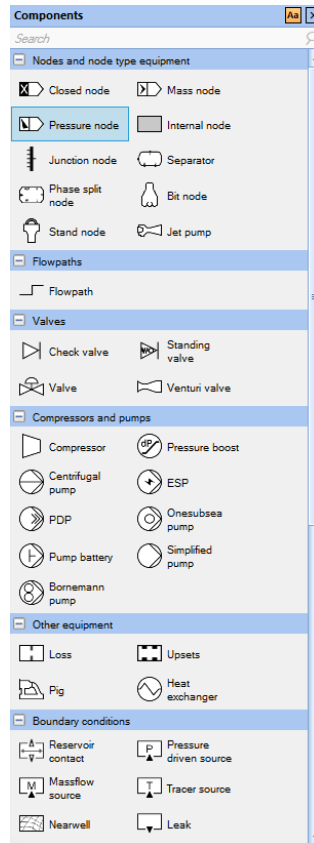 Components
Aa
Search
Nodes and node type equipment
Closed node
Mass node
Pressure node
Internal node
Junction node
Separator
Phase split
node
Bit node
Stand node
Jet pump
Flowpaths
Flowpath
Valves
Check valve
Standing
valve
Valve
Venturi valve
Compressors and pumps
Compressor
dP
Pressure boost
Centrifugal
pump
ESP
PDP
Onesubsea
pump
Pump battery
Simplified
pump
Bornemann
pump
Other equipment
Loss
Upsets
Pig
Heat
exchanger
Boundary conditions
Reservoir
contact
P
Pressure
driven source
M
Massflow
source
T
Tracer source
Nearwell
Leak